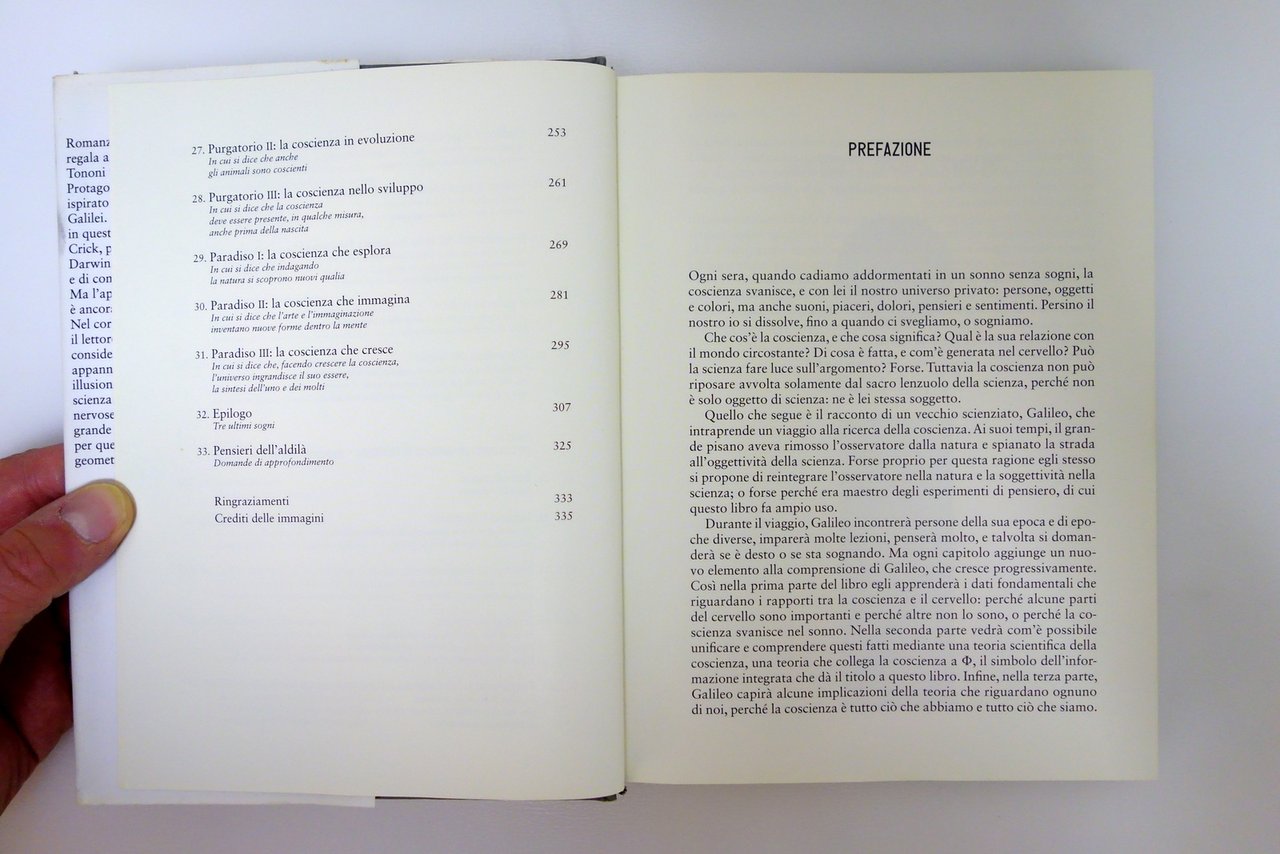 Romanz
regala a
Tononi
Protago
ispirato
Galilei.
in quest
Crick, p
Darwin
e di con
Ma l'ap
è ancor
Nel cor
il lettor
conside
appann
illusion
scienza
nervose
grande
per que
geomet
27. Purgatorio II: la coscienza in evoluzione 253
In cui si dice che anche
gli animali sono coscienti
28. Purgatorio III: la coscienza nello sviluppo 261
In cui si dice che la coscienza
deve essere presente, in qualche misura,
anche prima della nascita
29. Paradiso I: la coscienza che esplora 269
In cui si dice che indagando
la natura si scoprono nuovi qualia
30. Paradiso II: la coscienza che immagina 281
In cui si dice che l'arte e l'immaginazione
inventano nuove forme dentro la mente
31. Paradiso III: la coscienza che cresce 295
In cui si dice che, facendo crescere la coscienza,
l'universo ingrandisce il suo essere,
la sintesi dell'uno e dei molti
32. Epilogo 307
Tre ultimi sogni
33. Pensieri dell'aldilà 325
Domande di approfondimento
Ringraziamenti 333
Crediti delle immagini 335
PREFAZIONE
Ogni sera, quando cadiamo addormentati in un sonno senza sogni, la
coscienza svanisce, e con lei il nostro universo privato: persone, oggetti
e colori, ma anche suoni, piaceri, dolori, pensieri e sentimenti. Persino il
nostro io si dissolve, fino a quando ci svegliamo, o sogniamo.
Che cos'è la coscienza, e che cosa significa? Qual è la sua relazione con
il mondo circostante? Di cosa è fatta, e com'è generata nel cervello? Può
la scienza fare luce sull'argomento? Forse. Tuttavia la coscienza non può
riposare avvolta solamente dal sacro lenzuolo della scienza, perché non
è solo oggetto di scienza: ne è lei stessa soggetto.
Quello che segue è il racconto di un vecchio scienziato, Galileo, che
intraprende un viaggio alla ricerca della coscienza. Ai suoi tempi, il gran-
de pisano aveva rimosso l'osservatore dalla natura e spianato la strada
all'oggettività della scienza. Forse proprio per questa ragione egli stesso
si propone di reintegrare l'osservatore nella natura e la soggettività nella
scienza; o forse perché era maestro degli esperimenti di pensiero, di cui
questo libro fa ampio uso.
Durante il viaggio, Galileo incontrerà persone della sua epoca e di epo-
che diverse, imparerà molte lezioni, penserà molto, e talvolta si doman-
derà se è desto o se sta sognando. Ma ogni capitolo aggiunge un nuo-
vo elemento alla comprensione di Galileo, che cresce progressivamente.
Così nella prima parte del libro egli apprenderà i dati fondamentali che
riguardano i rapporti tra la coscienza e il cervello: perché alcune parti
del cervello sono importanti e perché altre non lo sono, o perché la co-
scienza svanisce nel sonno. Nella seconda parte vedrà com'è possibile
unificare e comprendere questi fatti mediante una teoria scientifica della
coscienza, una teoria che collega la coscienza a Φ, il simbolo dell'infor-
mazione integrata che dà il titolo a questo libro. Infine, nella terza parte,
Galileo capirà alcune implicazioni della teoria che riguardano ognuno
di noi, perché la coscienza è tutto ciò che abbiamo e tutto ciò che siamo.